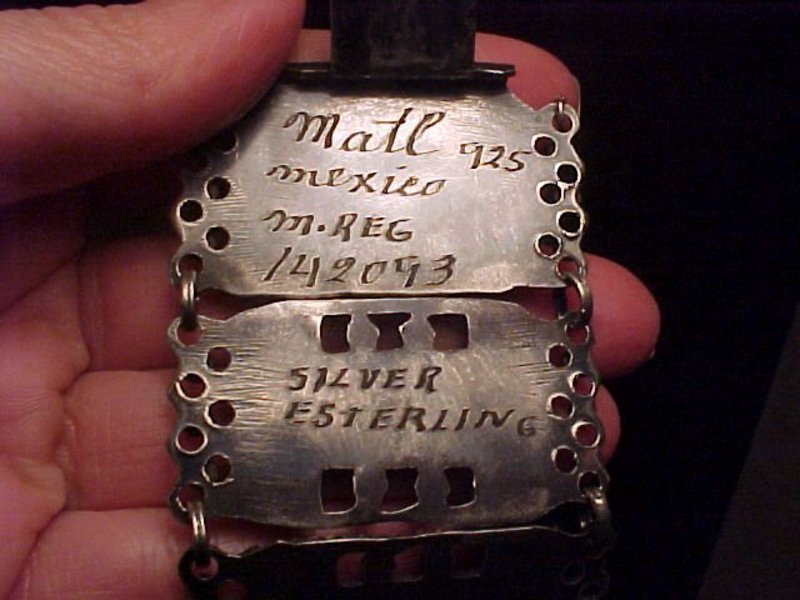 Matl 925
mexico
M.REG
142093
SILVER
ESTERLING